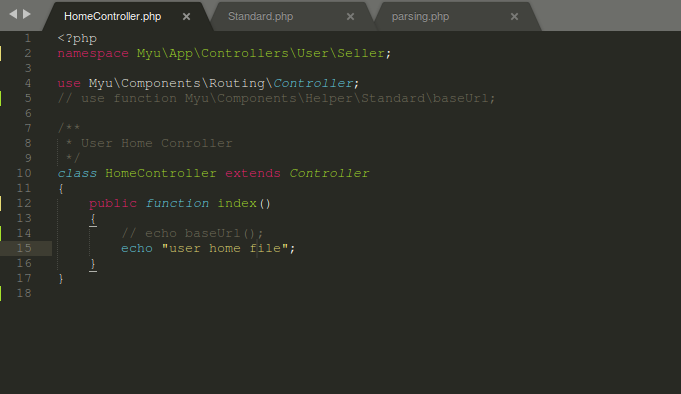 HomeController.php × Standard.php × parsing.php ×
1 <?php
2 namespace Myu\App\Controllers\User\Seller;
3
4 use Myu\Components\Routing\Controller;
5 // use function Myu\Components\Helper\Standard\baseUrl;
6
7 /**
8  * User Home Conroller
9  */
10 class HomeController extends Controller
11 {
12     public function index()
13     {
14         // echo baseUrl();
15         echo "user home file";
16     }
17 }
18